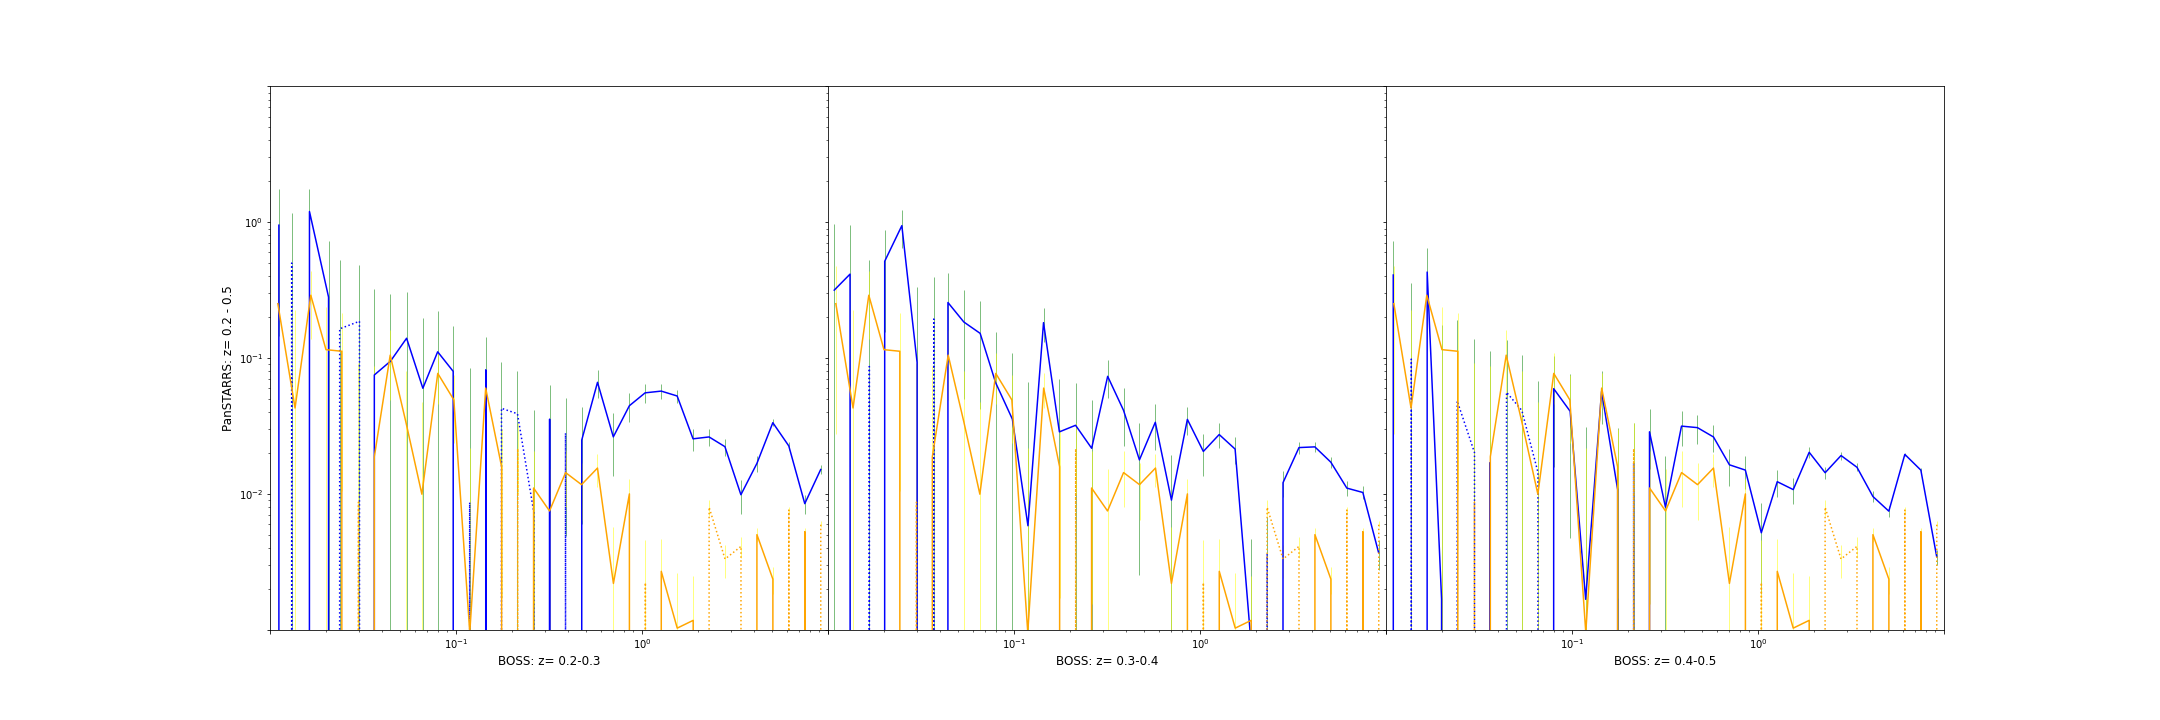 10⁰
10⁻¹
10⁻²
PanSTARRS: z= 0.2 - 0.5
10⁻¹ 10⁰ 10⁻¹ 10⁰ 10⁻¹ 10⁰
BOSS: z= 0.2-0.3 BOSS: z= 0.3-0.4 BOSS: z= 0.4-0.5